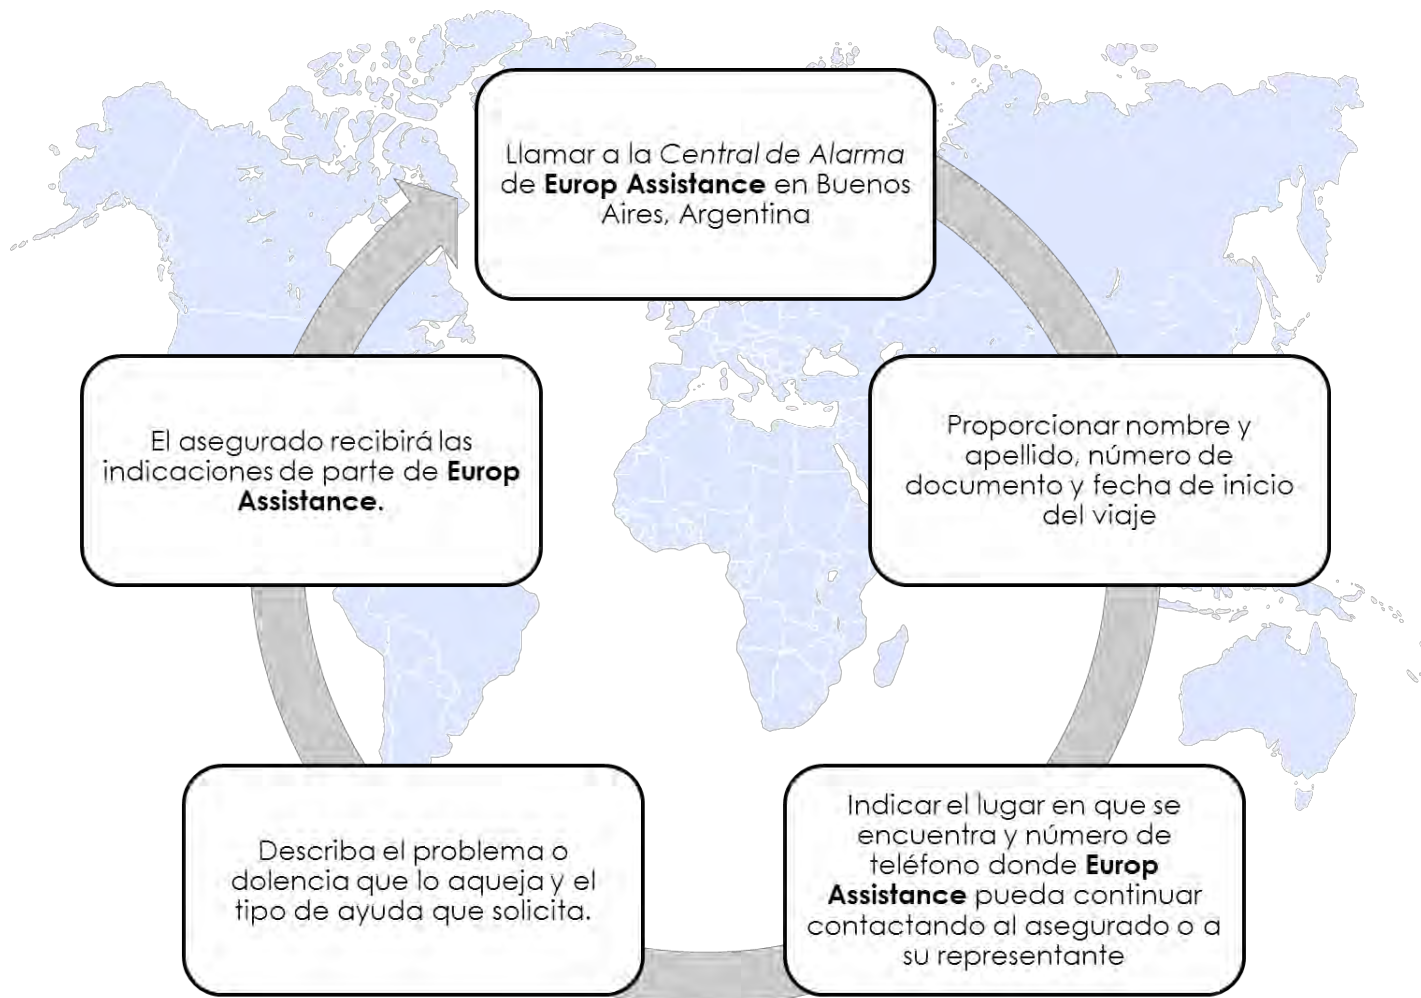 Llamar a la Central de Alarma
de Europ Assistance en Buenos
Aires, Argentina
Proporcionar nombre y
apellido, número de
documento y fecha de inicio
del viaje
Indicar el lugar en que se
encuentra y número de
teléfono donde Europ
Assistance pueda continuar
contactando al asegurado o a
su representante
Describa el problema o
dolencia que lo aqueja y el
tipo de ayuda que solicita.
El asegurado recibirá las
indicaciones de parte de Europ
Assistance.